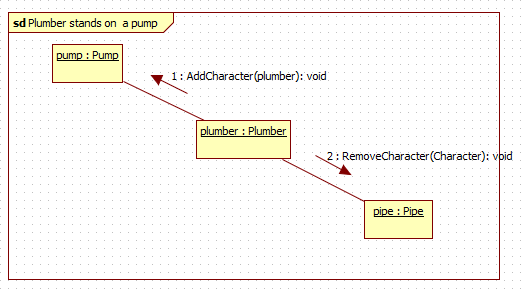 sd Plumber stands on a pump
pump : Pump
1 : AddCharacter(plumber): void
plumber : Plumber
2 : RemoveCharacter(Character): void
pipe : Pipe